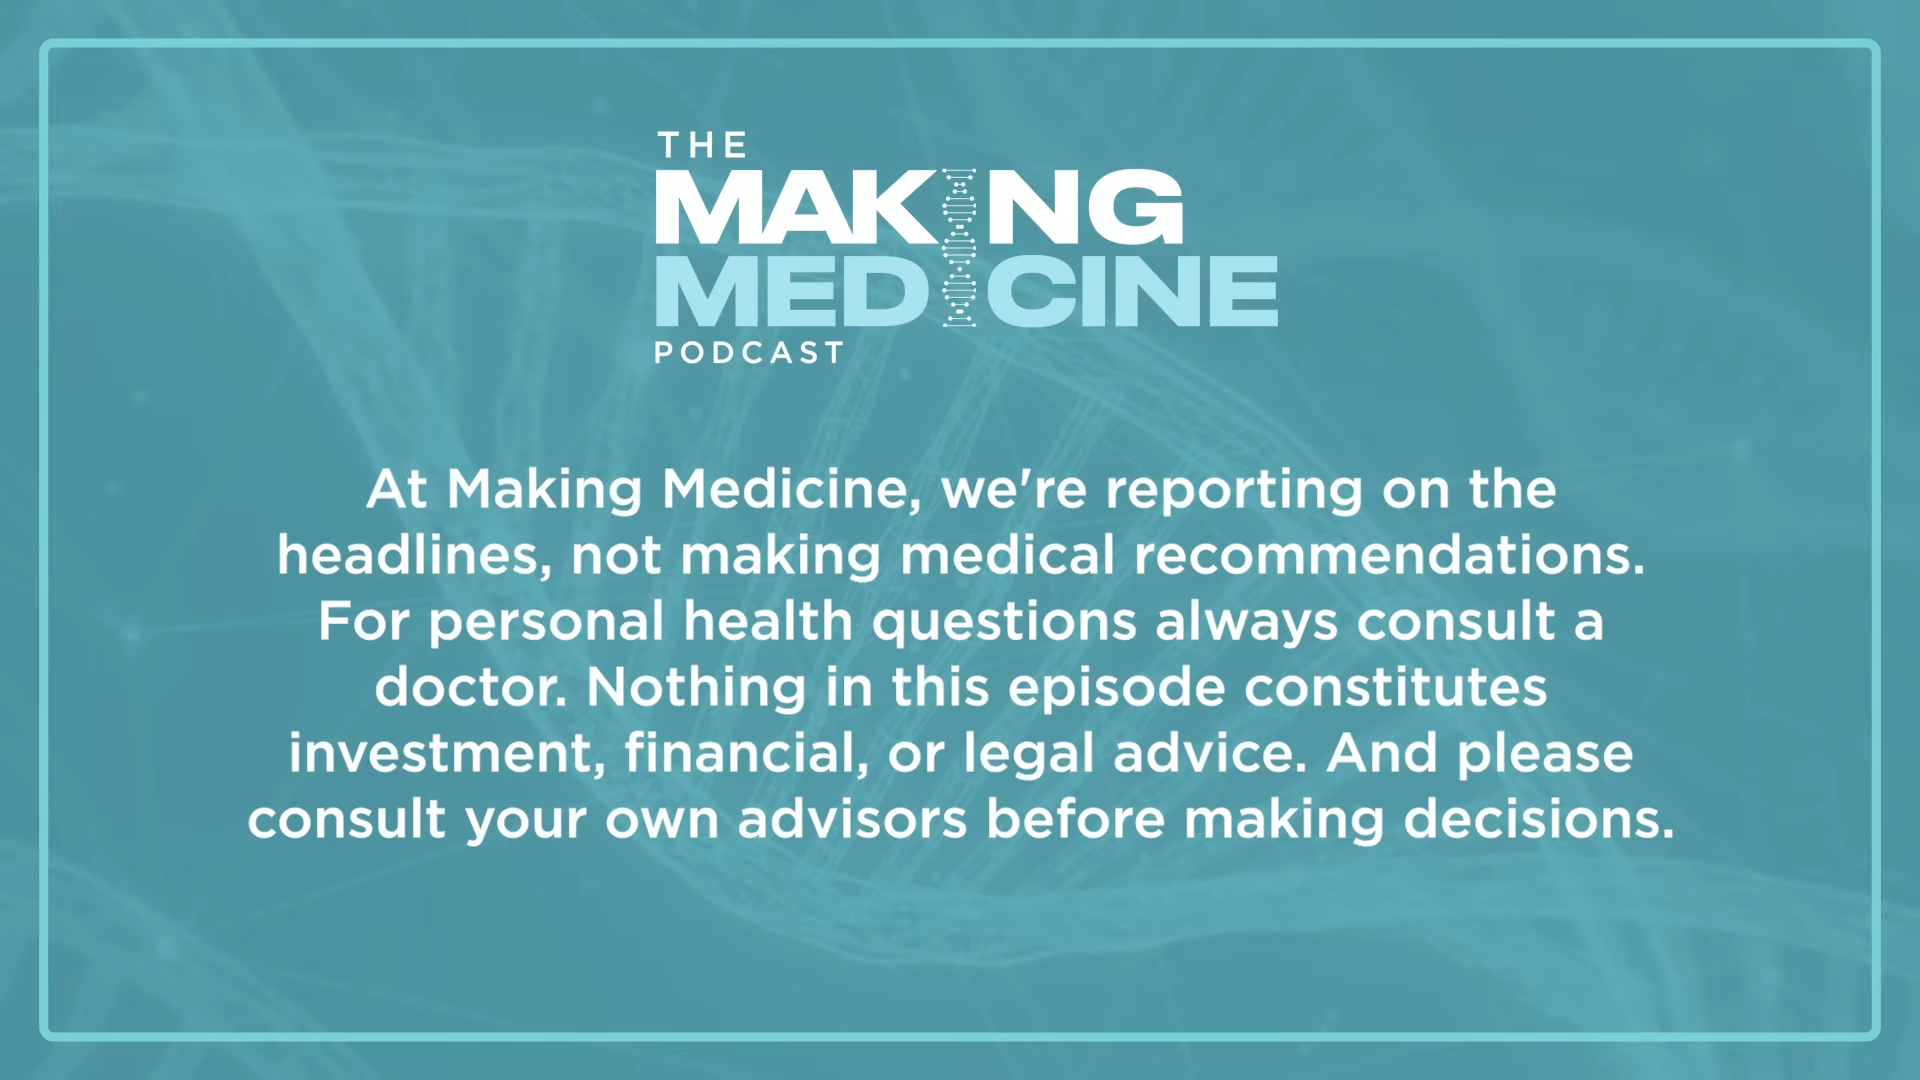 THE
MAKING
MEDICINE
PODCAST
At Making Medicine, we're reporting on the
headlines, not making medical recommendations.
For personal health questions always consult a
doctor. Nothing in this episode constitutes
investment, financial, or legal advice. And please
consult your own advisors before making decisions.